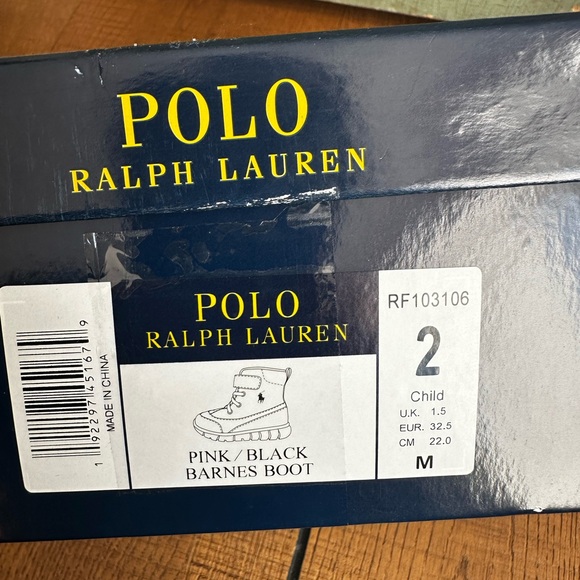 POLO
RALPH LAUREN
POLO
RALPH LAUREN
PINK / BLACK
BARNES BOOT
RF103106
2
Child
U.K. 1.5
EUR. 32.5
CM 22.0
M
1 92297 45167 9
MADE IN CHINA